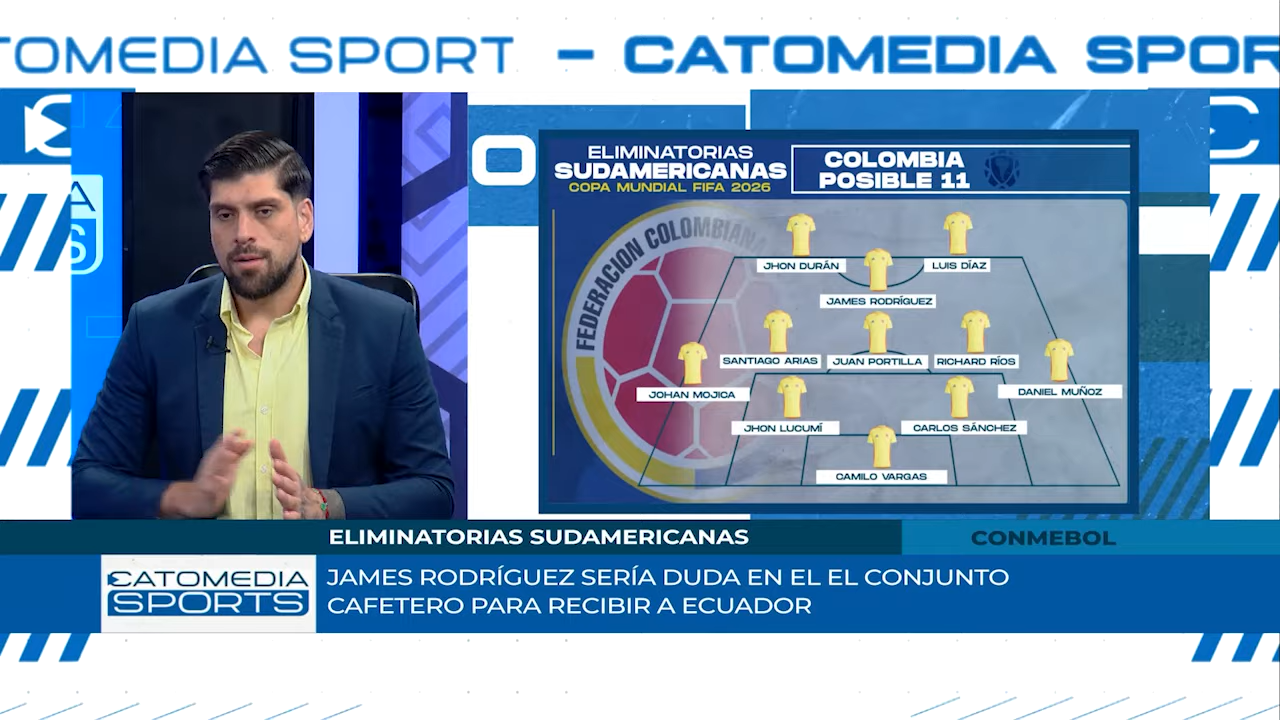 TOMEDIA SPORT - CATOMEDIA SPOR
A
S
O
ELIMINATORIAS
SUDAMERICANAS
COPA MUNDIAL FIFA 2026
COLOMBIA
POSIBLE 11
FEDERACION COLOMBIANA
JHON DURÁN
LUIS DÍAZ
JAMES RODRÍGUEZ
SANTIAGO ARIAS
JUAN PORTILLA
RICHARD RÍOS
JOHAN MOJICA
DANIEL MUÑOZ
JHON LUCUMÍ
CARLOS SÁNCHEZ
CAMILO VARGAS
ELIMINATORIAS SUDAMERICANAS
CONMEBOL
CATOMEDIA
SPORTS
JAMES RODRÍGUEZ SERÍA DUDA EN EL EL CONJUNTO
CAFETERO PARA RECIBIR A ECUADOR